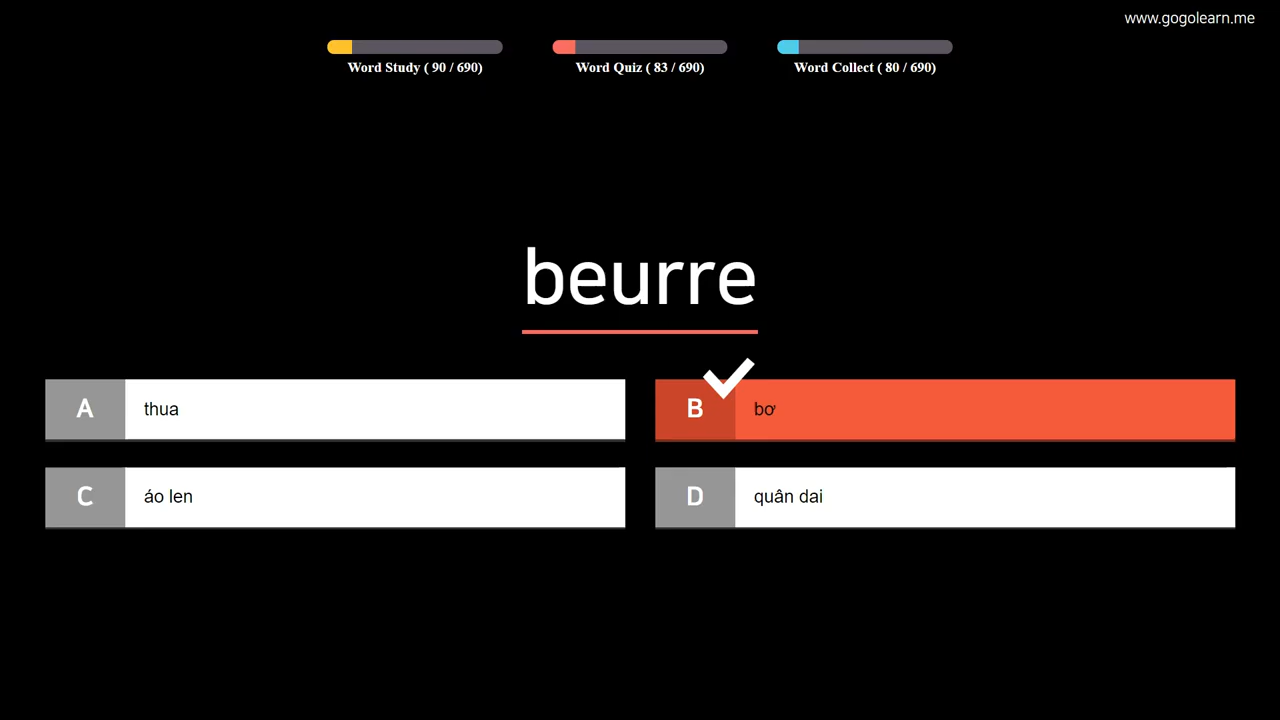 www.gogolearn.me
Word Study ( 90 / 690)
Word Quiz ( 83 / 690)
Word Collect ( 80 / 690)
beurre
A thua
B bơ
C áo len
D quân dai